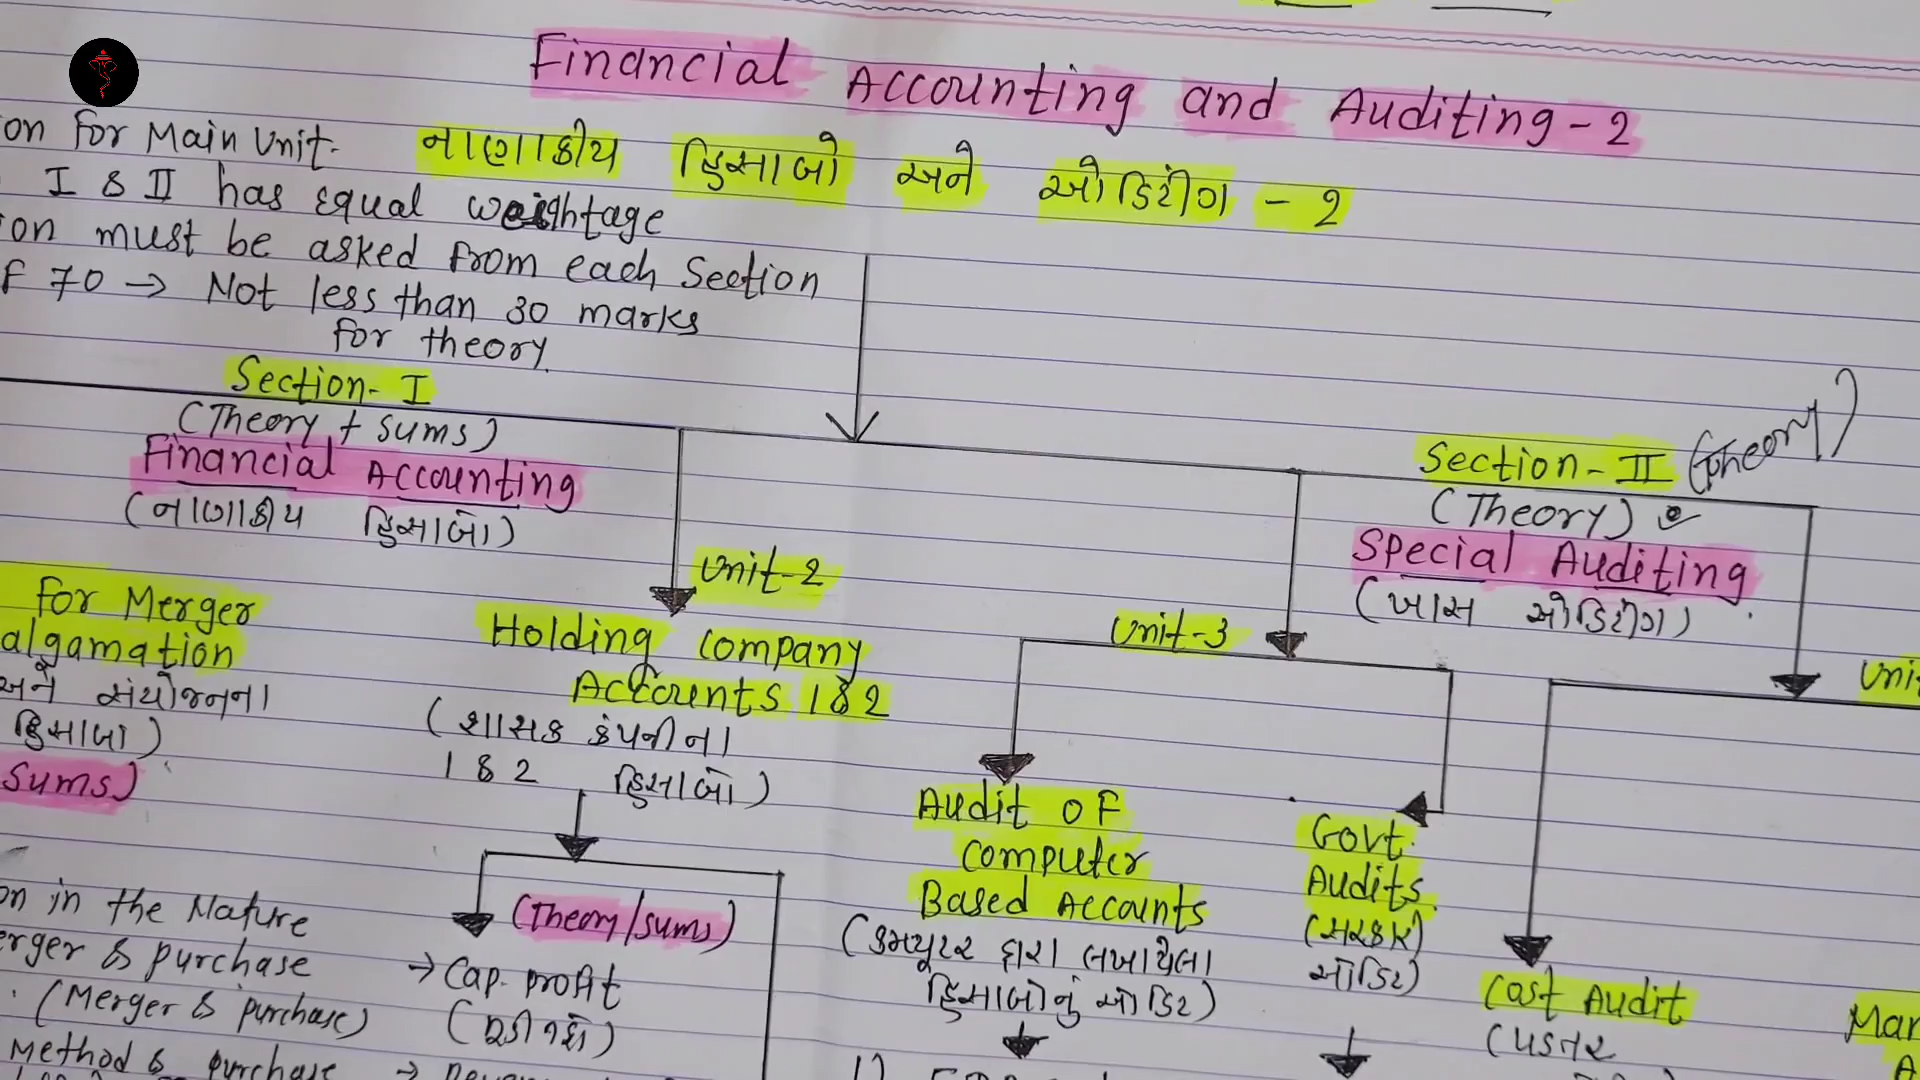 Financial Accounting and Auditing-2
on for Main Unit.
નાણાકીય હિસાબો અને ઓડિટીંગ - 2
I & II has equal weightage
on must be asked from each Section
F 70 → Not less than 30 marks
for theory.
Section-I
(Theory + Sums)
Financial Accounting
(નાણાકીય હિસાબો)
Section-II (Theory)
(Theory)
Special Auditing
(ખાસ ઓડિટીંગ)
for Merger
algamation
અને સંયોજનના
હિસાબો)
Sums)
Unit-2
Holding Company
Accounts 1&2
(શાસક કંપનીના
1 & 2 હિસાબો)
Unit-3
Audit of
Computer
Based Accounts
(કમ્પ્યુટર દ્વારા લખાયેલા
હિસાબોનું ઓડિટ)
Govt.
Audits
(સરકારી
ઓડિટ)
Cost Audit
(પડતર
on in the Nature
erger & purchase
(Merger & purchase)
Method & purchase
(Theory/sums)
→ Cap. profit
1)